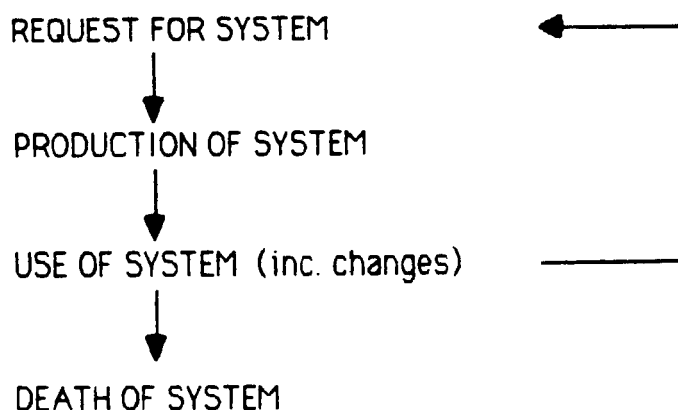 REQUEST FOR SYSTEM
PRODUCTION OF SYSTEM
USE OF SYSTEM (inc. changes)
DEATH OF SYSTEM